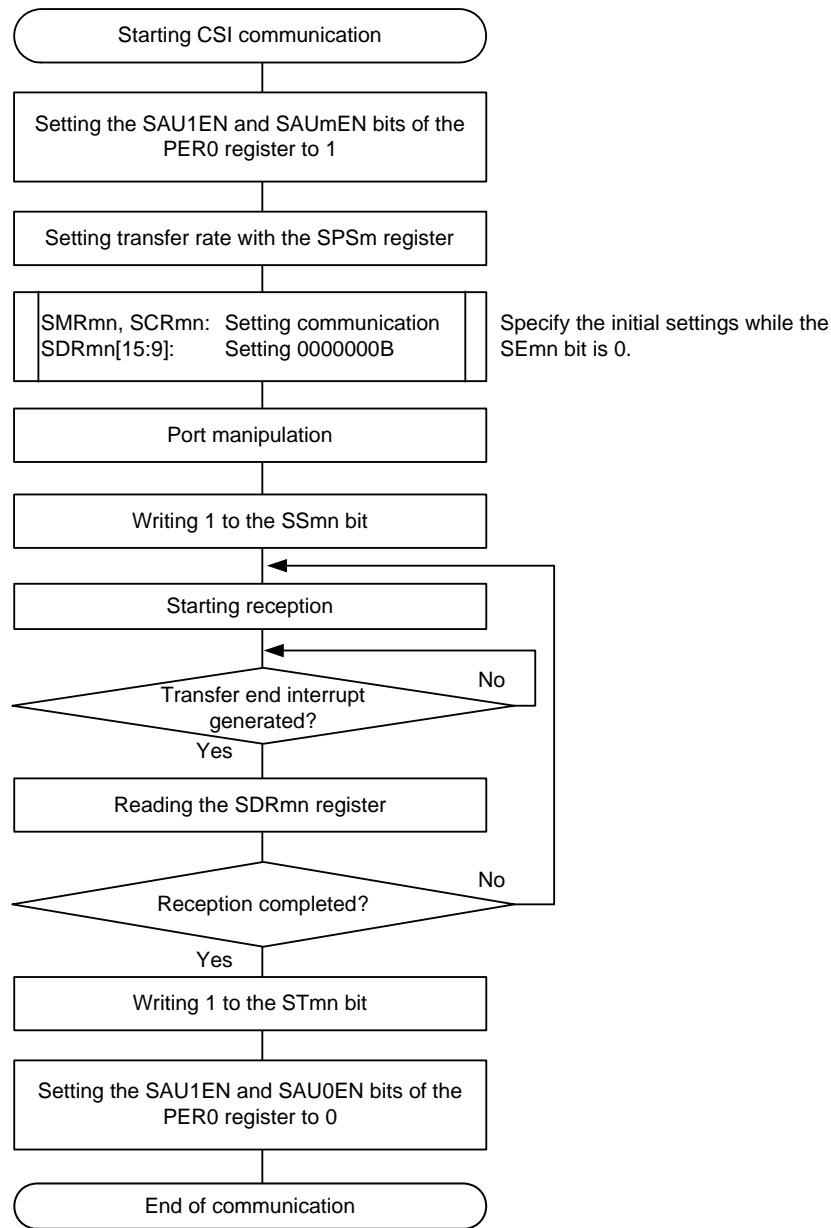 Starting CSI communication
Setting the SAU1EN and SAUmEN bits of the
PER0 register to 1
Setting transfer rate with the SPSm register
SMRmn, SCRmn: Setting communication
SDRmn[15:9]: Setting 0000000B
Specify the initial settings while the
SEmn bit is 0.
Port manipulation
Writing 1 to the SSmn bit
Starting reception
Transfer end interrupt
generated?
No
Yes
Reading the SDRmn register
Reception completed?
No
Yes
Writing 1 to the STmn bit
Setting the SAU1EN and SAU0EN bits of the
PER0 register to 0
End of communication